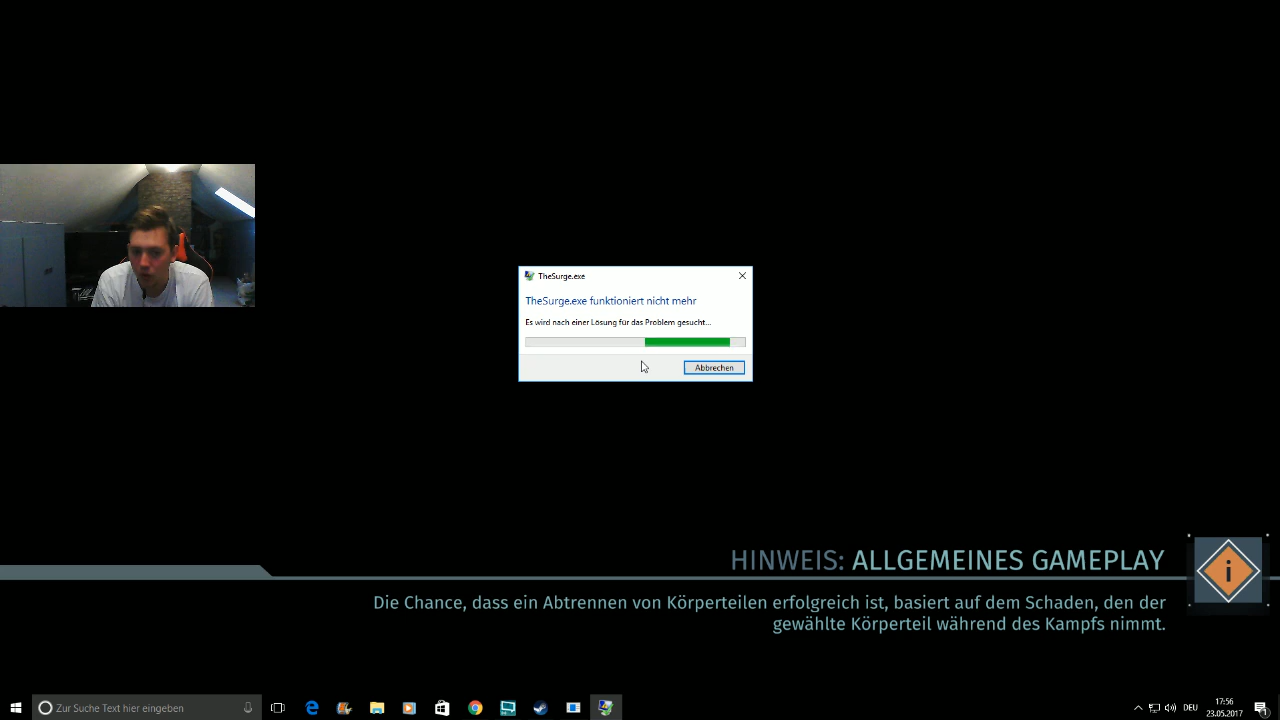 TheSurge.exe
TheSurge.exe funktioniert nicht mehr
Es wird nach einer Lösung für das Problem gesucht...
Abbrechen
HINWEIS: ALLGEMEINES GAMEPLAY
Die Chance, dass ein Abtrennen von Körperteilen erfolgreich ist, basiert auf dem Schaden, den der
gewählte Körperteil während des Kampfs nimmt.
Zur Suche Text hier eingeben
DEU
17:56
23.05.2017
1